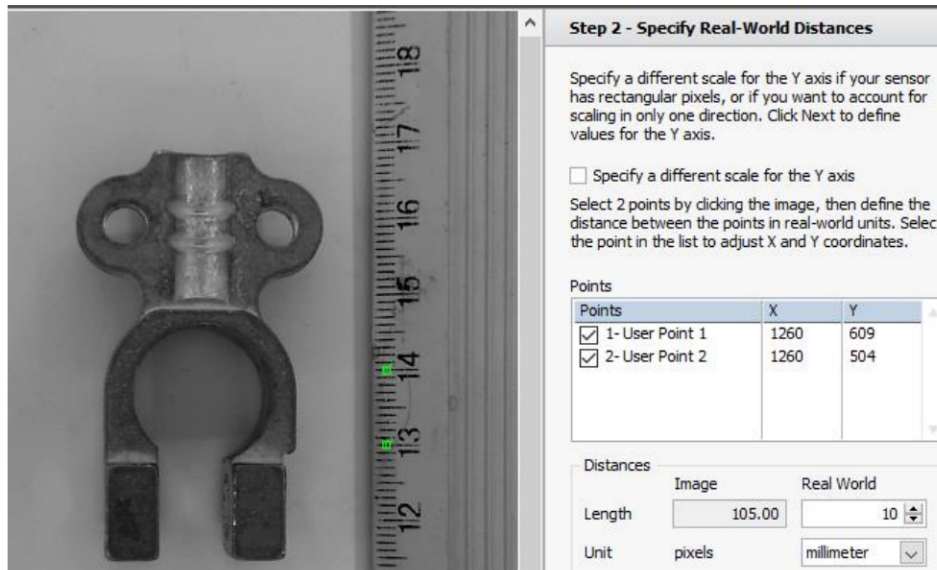 18
17
16
15
14
13
12
Step 2 - Specify Real-World Distances
Specify a different scale for the Y axis if your sensor
has rectangular pixels, or if you want to account for
scaling in only one direction. Click Next to define
values for the Y axis.
Specify a different scale for the Y axis
Select 2 points by clicking the image, then define the
distance between the points in real-world units. Selec
the point in the list to adjust X and Y coordinates.
Points
Points X Y
1- User Point 1 1260 609
2- User Point 2 1260 504
Distances
Image Real World
Length 105.00 10
Unit pixels millimeter